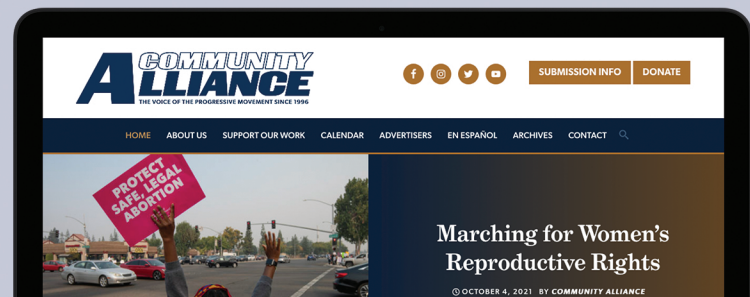 COMMUNITY
ALLIANCE
THE VOICE OF THE PROGRESSIVE MOVEMENT SINCE 1996
SUBMISSION INFO
DONATE
HOME
ABOUT US
SUPPORT OUR WORK
CALENDAR
ADVERTISERS
EN ESPAÑOL
ARCHIVES
CONTACT
PROTECT
SAFE, LEGAL
ABORTION
Marching for Women's
Reproductive Rights
OCTOBER 4, 2021 BY COMMUNITY ALLIANCE